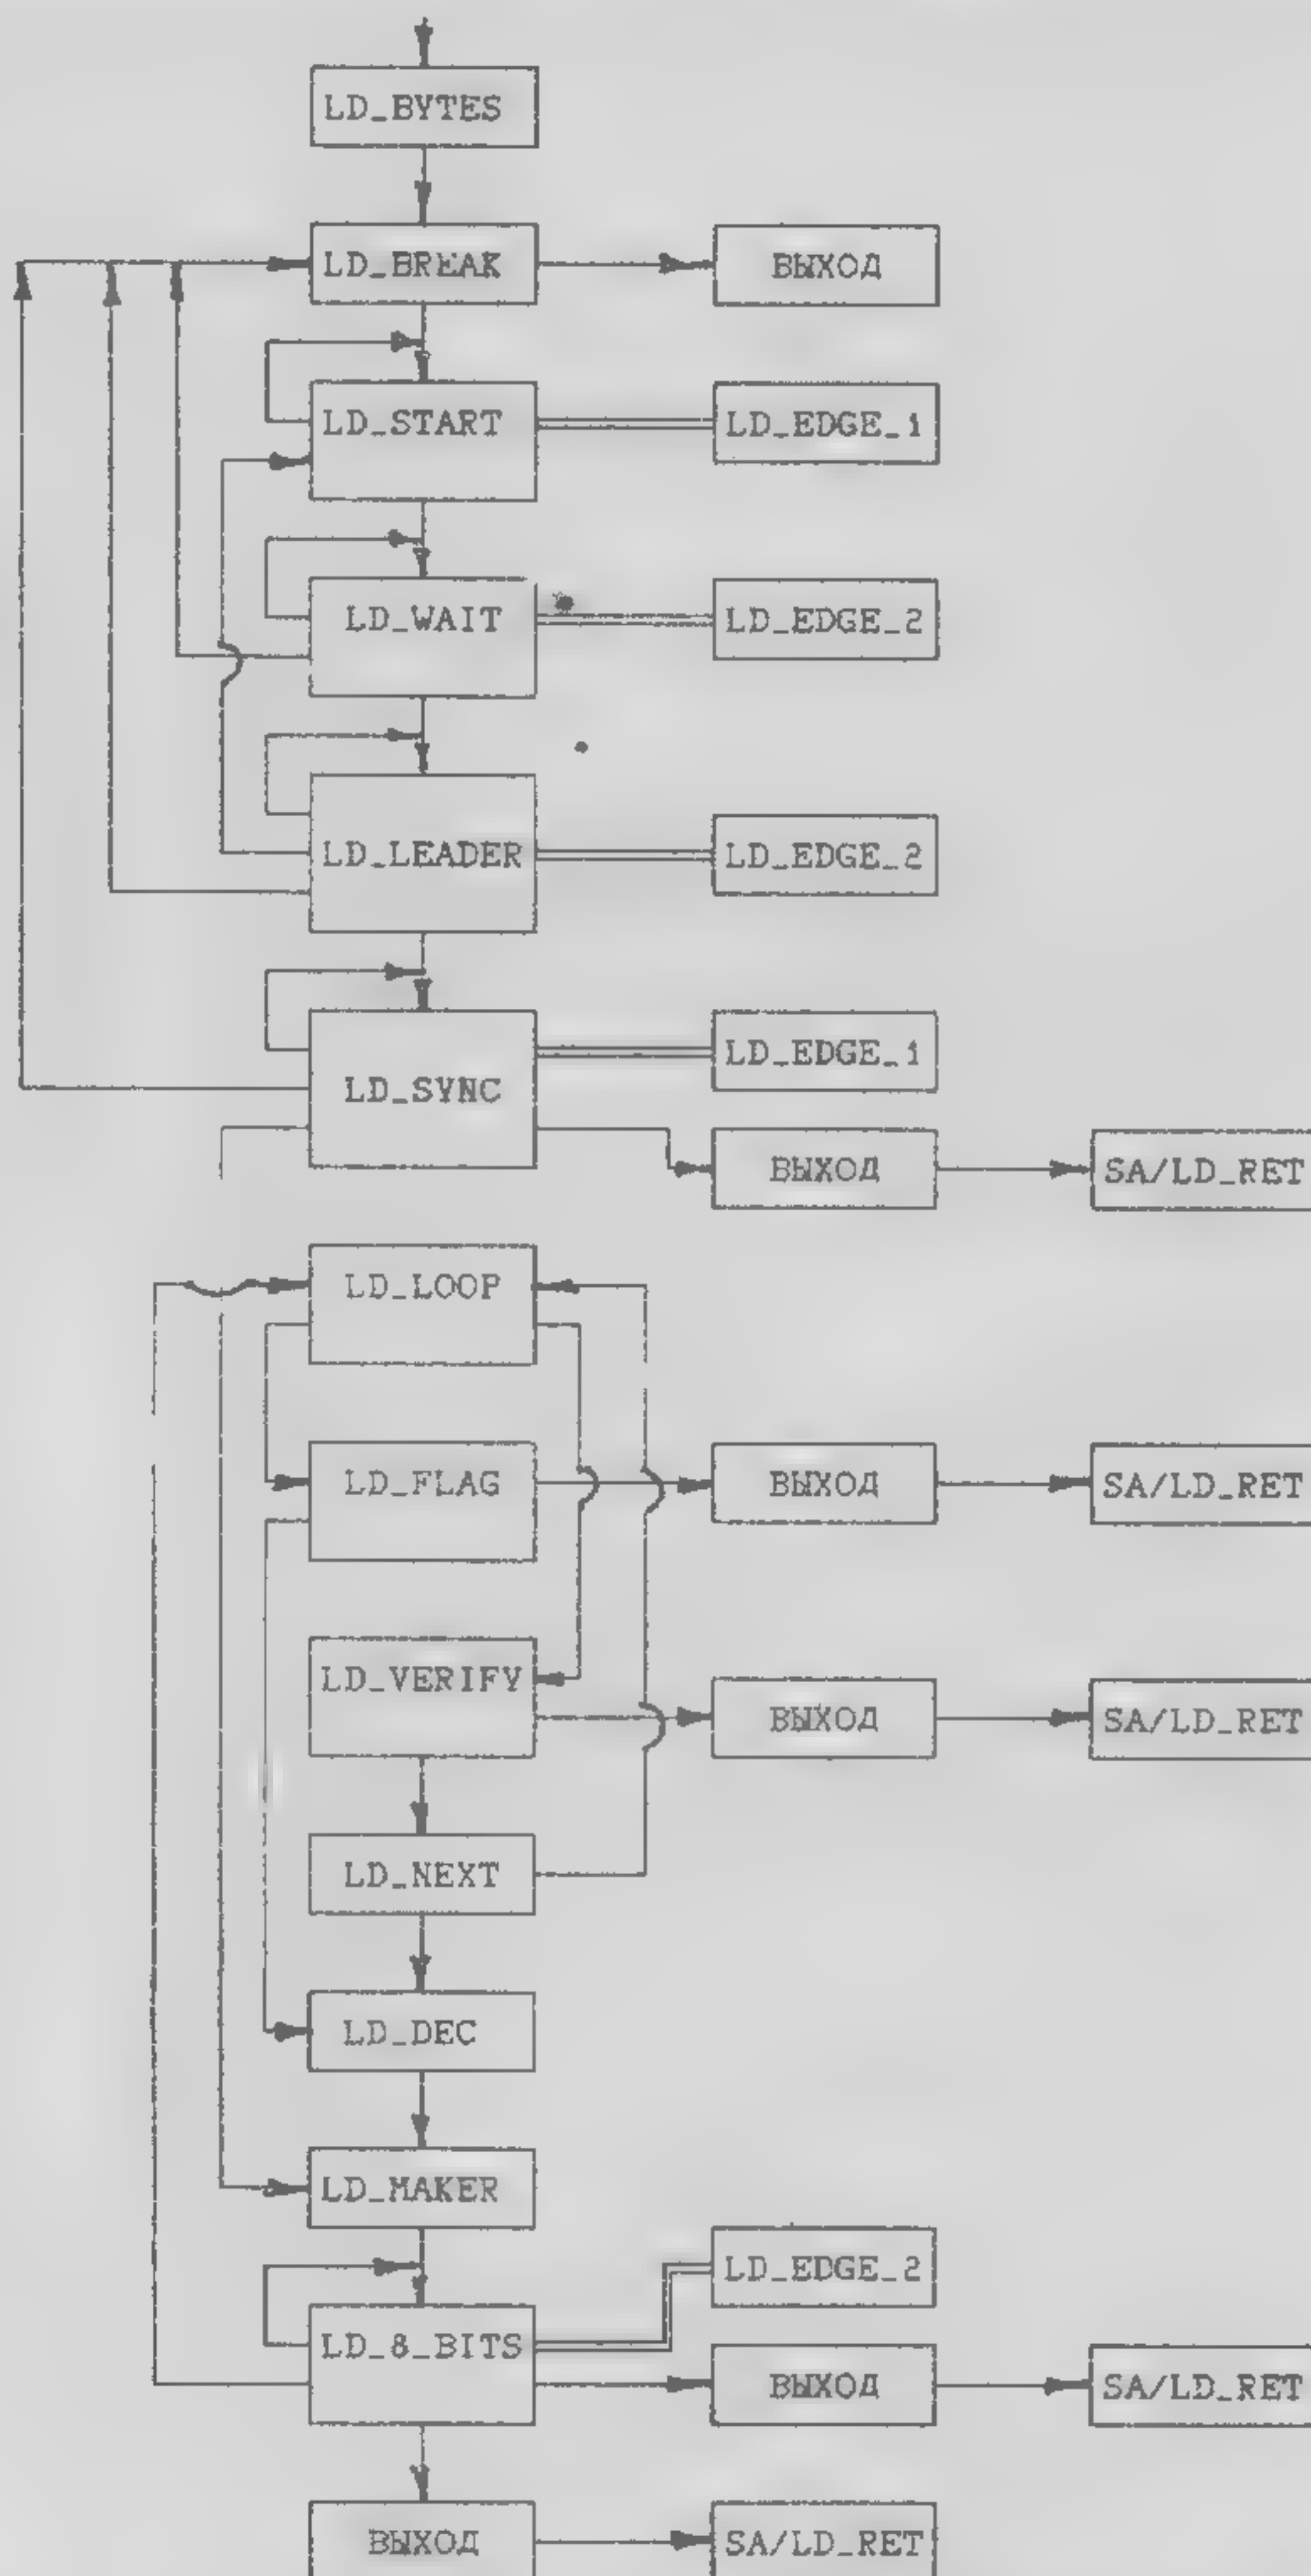 LD_BYTES
LD_BREAK
ВЫХОД
LD_START
LD_EDGE_1
LD_WAIT
LD_EDGE_2
LD_LEADER
LD_EDGE_2
LD_EDGE_1
LD_SYNC
ВЫХОД
SA/LD_RET
LD_LOOP
LD_FLAG
ВЫХОД
SA/LD_RET
LD_VERIFY
ВЫХОД
SA/LD_RET
LD_NEXT
LD_DEC
LD_MAKER
LD_EDGE_2
LD_8_BITS
ВЫХОД
SA/LD_RET
ВЫХОД
SA/LD_RET